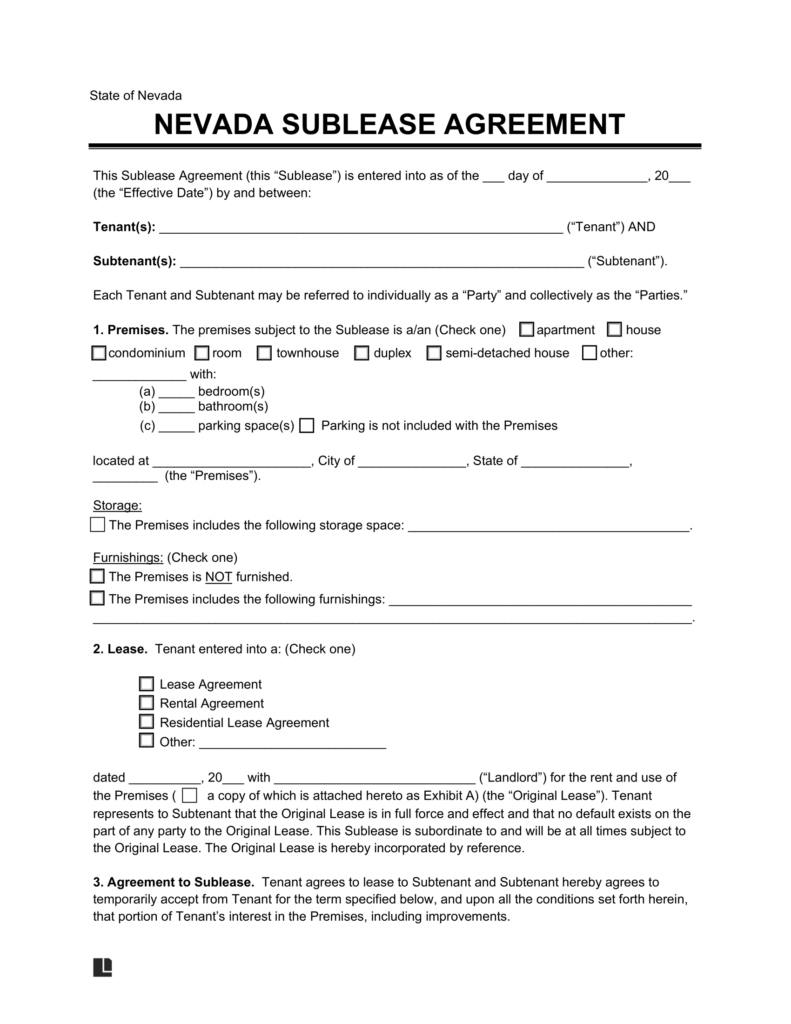 State of Nevada
NEVADA SUBLEASE AGREEMENT
This Sublease Agreement (this “Sublease”) is entered into as of the ___ day of ______________, 20___
(the “Effective Date”) by and between:
Tenant(s): ________________________________________________________ (“Tenant”) AND
Subtenant(s): ________________________________________________________ (“Subtenant”).
Each Tenant and Subtenant may be referred to individually as a “Party” and collectively as the “Parties.”
1. Premises. The premises subject to the Sublease is a/an (Check one) ☐ apartment ☐ house
☐ condominium ☐ room ☐ townhouse ☐ duplex ☐ semi-detached house ☐ other:
_____________ with:
(a) _____ bedroom(s)
(b) _____ bathroom(s)
(c) _____ parking space(s) ☐ Parking is not included with the Premises
located at ______________________, City of _______________, State of _______________,
_________ (the “Premises”).
Storage:
☐ The Premises includes the following storage space: _______________________________________.
Furnishings: (Check one)
☐ The Premises is NOT furnished.
☐ The Premises includes the following furnishings: __________________________________________
___________________________________________________________________________________.
2. Lease. Tenant entered into a: (Check one)
☐ Lease Agreement
☐ Rental Agreement
☐ Residential Lease Agreement
☐ Other: __________________________
dated __________, 20___ with ____________________________ (“Landlord”) for the rent and use of
the Premises ( ☐ a copy of which is attached hereto as Exhibit A) (the “Original Lease”). Tenant
represents to Subtenant that the Original Lease is in full force and effect and that no default exists on the
part of any party to the Original Lease. This Sublease is subordinate to and will be at all times subject to
the Original Lease. The Original Lease is hereby incorporated by reference.
3. Agreement to Sublease. Tenant agrees to lease to Subtenant and Subtenant hereby agrees to
temporarily accept from Tenant for the term specified below, and upon all the conditions set forth herein,
that portion of Tenant’s interest in the Premises, including improvements.